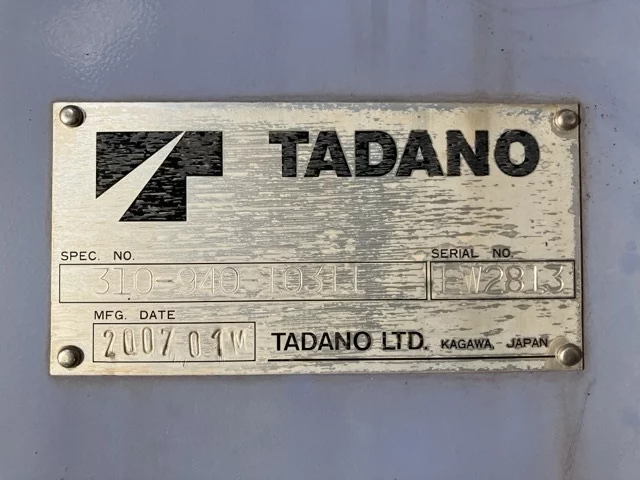 TADANO
SPEC. NO. SERIAL NO.
310-940-10311 FW2813
MFG. DATE
2007 01M TADANO LTD. KAGAWA, JAPAN